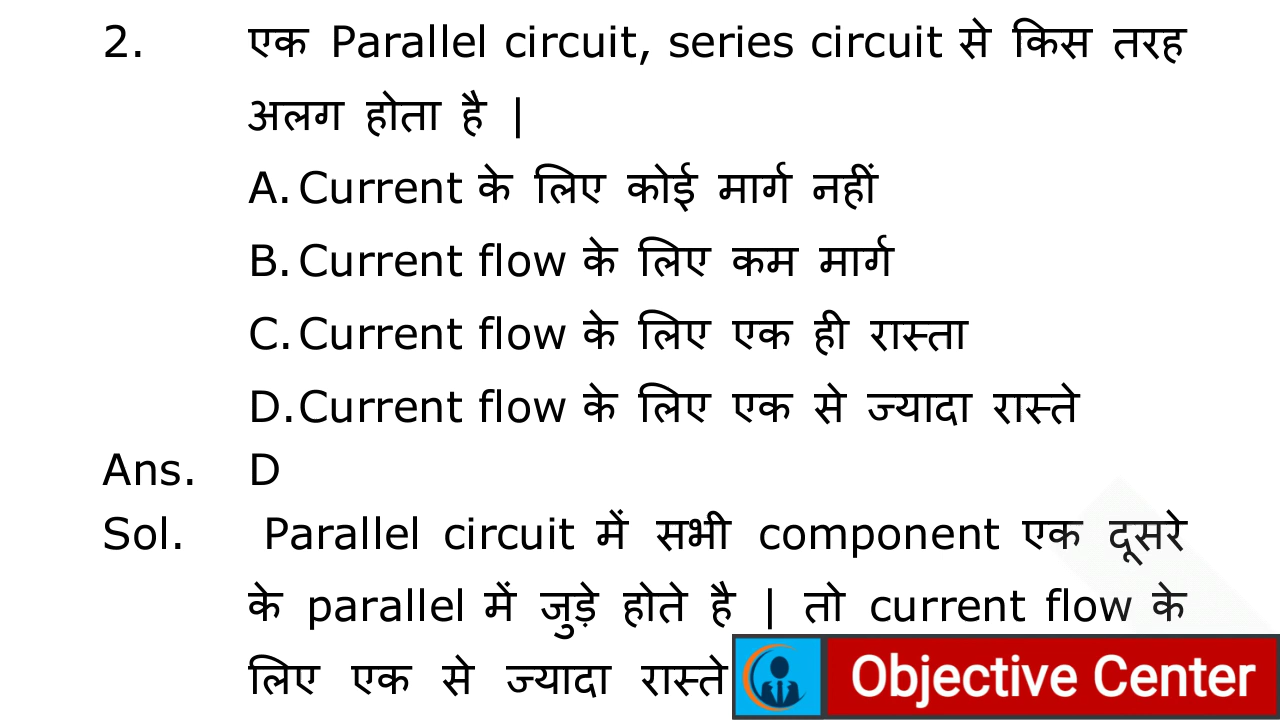 2. एक Parallel circuit, series circuit से किस तरह
अलग होता है |
A. Current के लिए कोई मार्ग नहीं
B. Current flow के लिए कम मार्ग
C. Current flow के लिए एक ही रास्ता
D. Current flow के लिए एक से ज्यादा रास्ते
Ans. D
Sol. Parallel circuit में सभी component एक दूसरे
के parallel में जुड़े होते है | तो current flow के
लिए एक से ज्यादा रास्ते
Objective Center